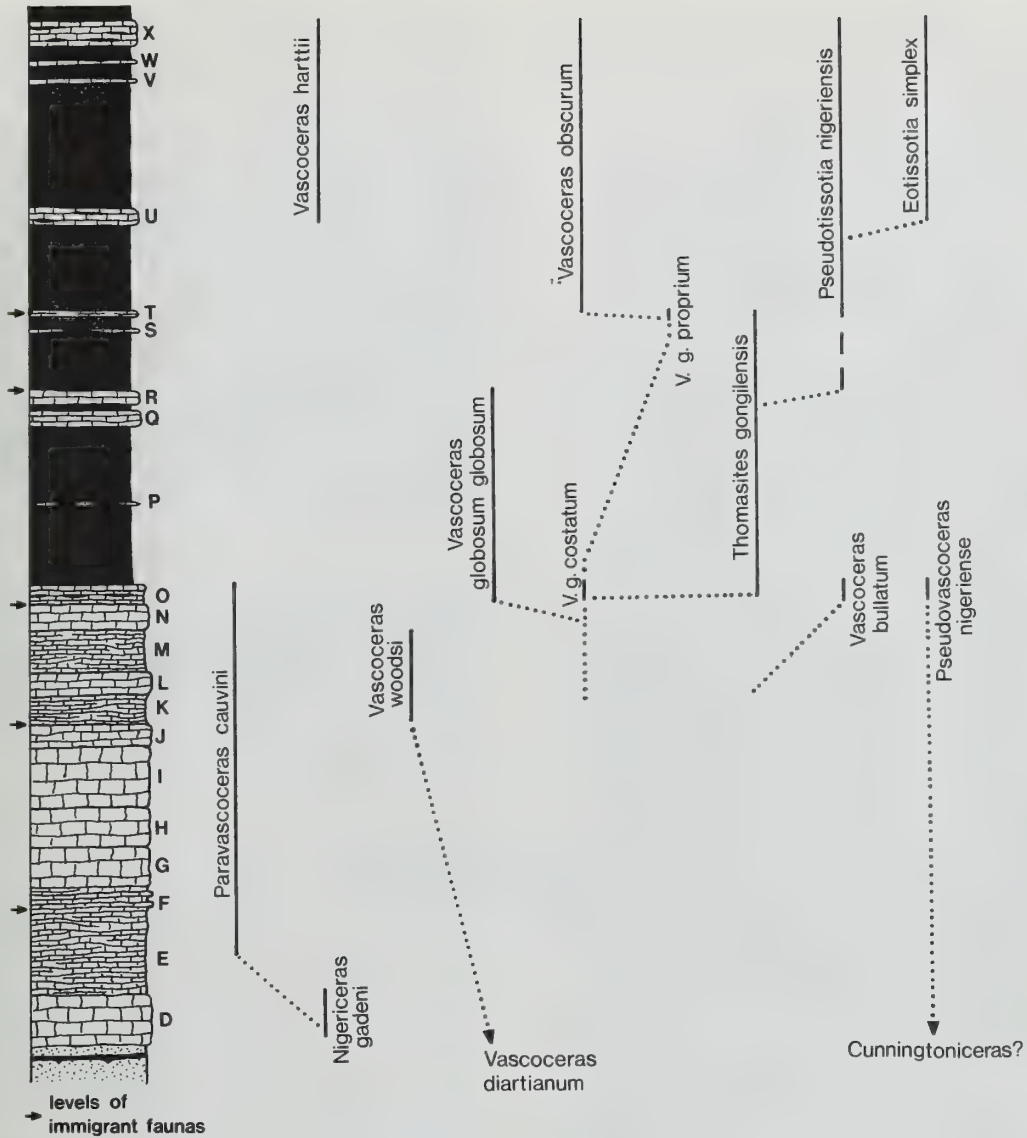 X
W
V
U
T
S
R
Q
P
O
N
M
L
K
J
I
H
G
F
E
D
levels of
immigrant faunas
Paravascoceras cauvini
Nigericeras
gadeni
Vascoceras harttii
Vascoceras
woodsi
Vascoceras
diartianum
Vascoceras
globosum globosum
V.g. costatum
"Vascoceras obscurum
V. g. proprium
Thomasites gongilensis
Pseudotissotia nigeriensis
Eotissotia simplex
Vascoceras
bullatum
Pseudovascoceras
nigeriense
Cunningtoniceras?